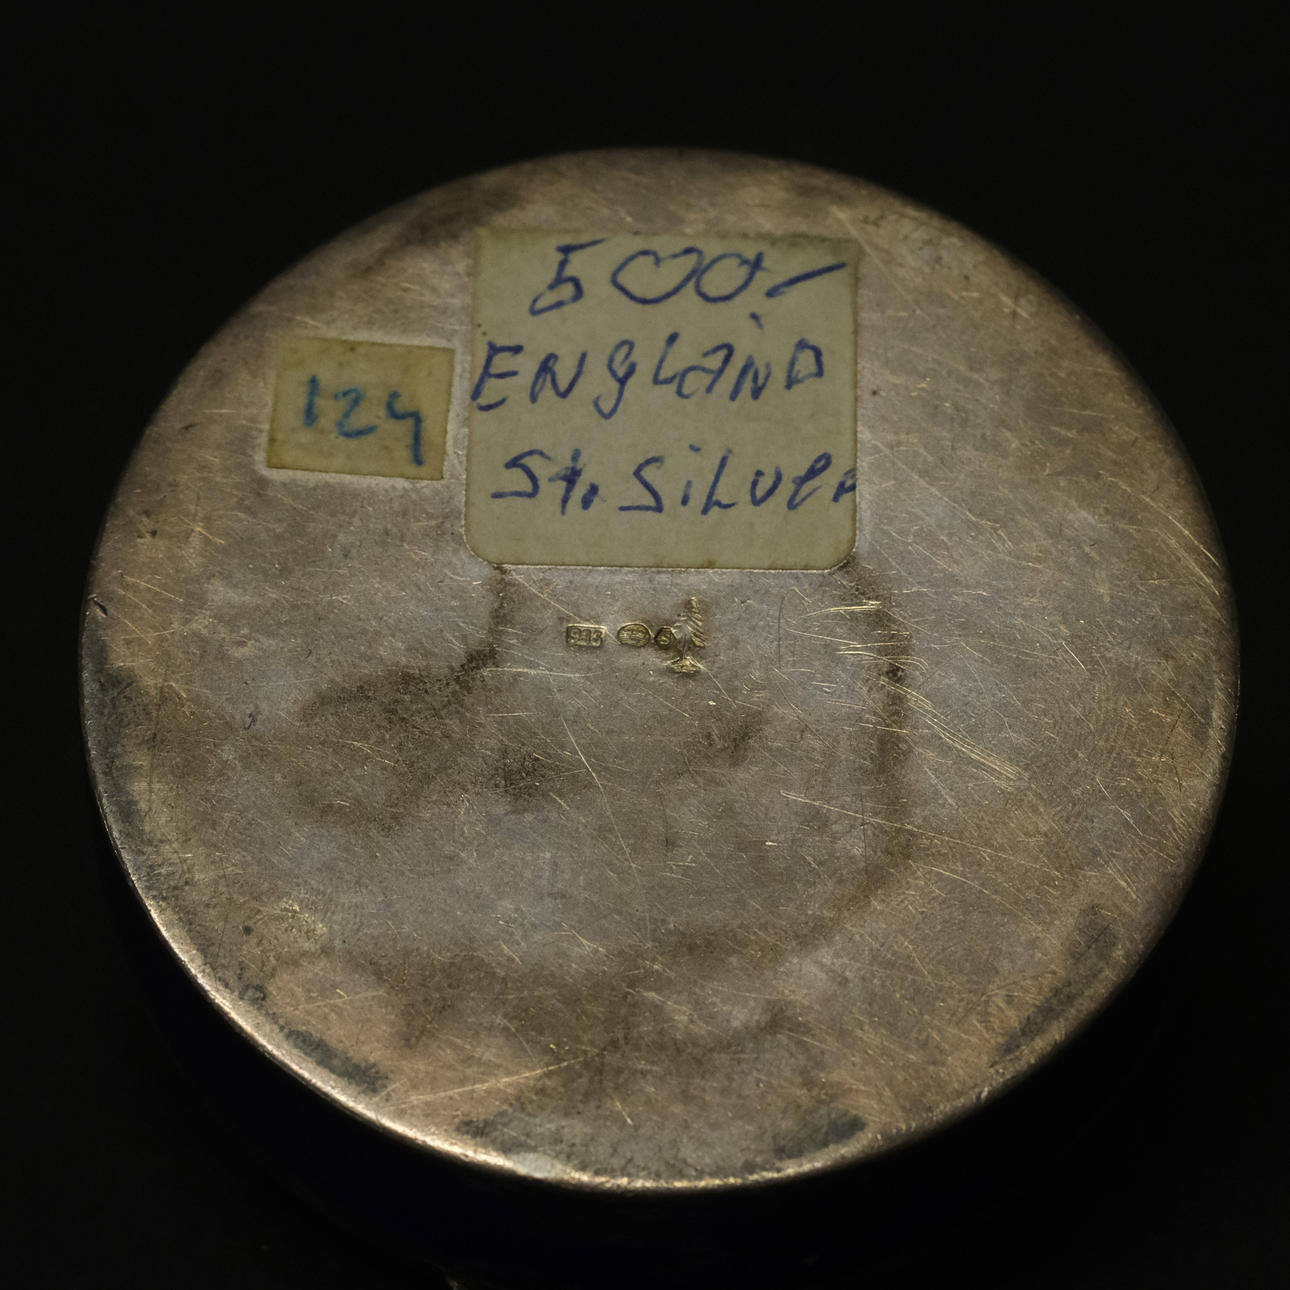 500-
ENgLAND
St. SiLVER
124